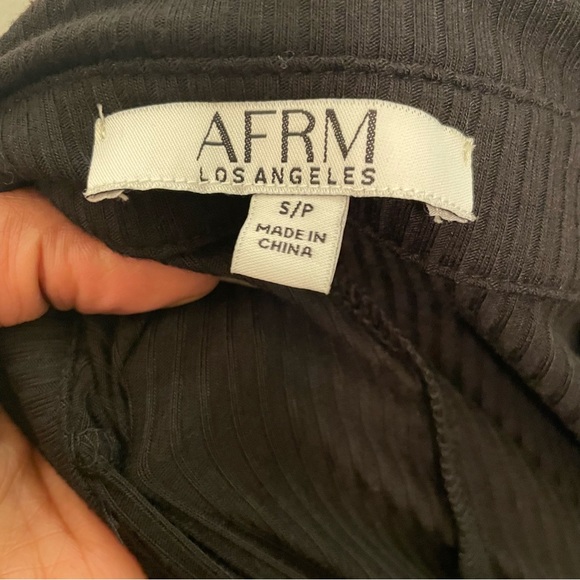 AFRM
LOS ANGELES
S/P
MADE IN
CHINA